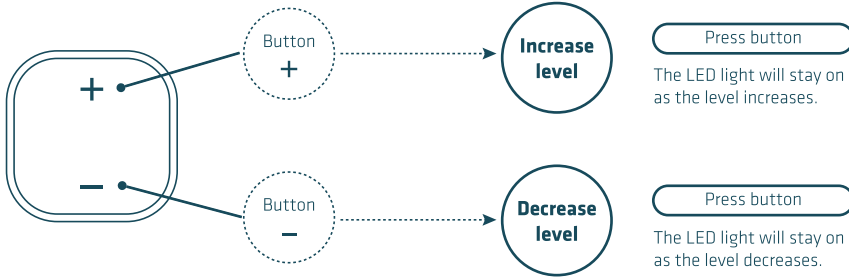 Button
+
Increase
level
Press button
The LED light will stay on
as the level increases.
+
−
Button
−
Decrease
level
Press button
The LED light will stay on
as the level decreases.